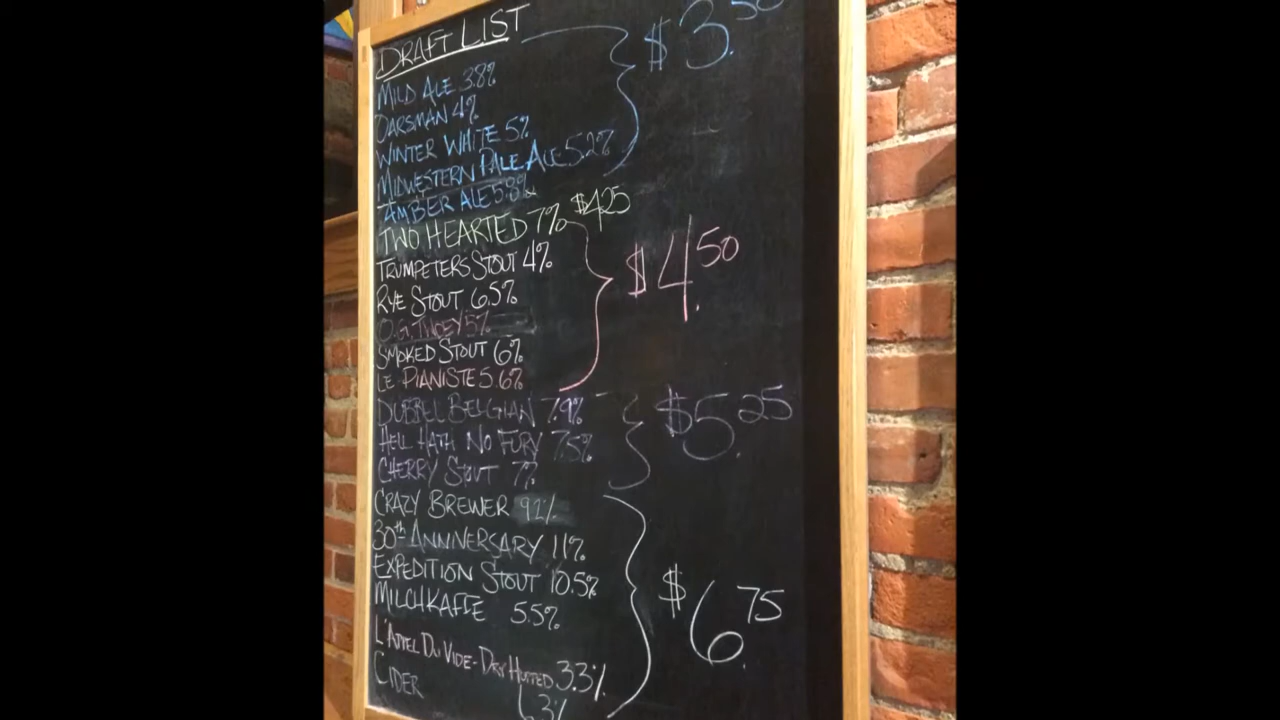 DRAFT LIST
$3.50
MILD ALE 3.8%
OARSMAN 4%
WINTER WHITE 5%
MIDWESTERN PALE ALE 5.2%
AMBER ALE 5.8%
TWO HEARTED 7% $4.25
TRUMPETERS STOUT 4%
$4.50
RYE STOUT 6.5%
O.G. 5%
SMOKED STOUT 6%
LE PIANISTE 5.6%
DUBBEL BELGIAN 7.9%
$5.25
HELL HATH NO FURY 7.5%
CHERRY STOUT 7%
CRAZY BREWER
30th ANNIVERSARY 11%
EXPEDITION STOUT 10.5%
MILCHKAFFE 5.5%
$6.75
L'APPEL DU VIDE-DRY HOPPED 3.3%
CIDER
6.3%